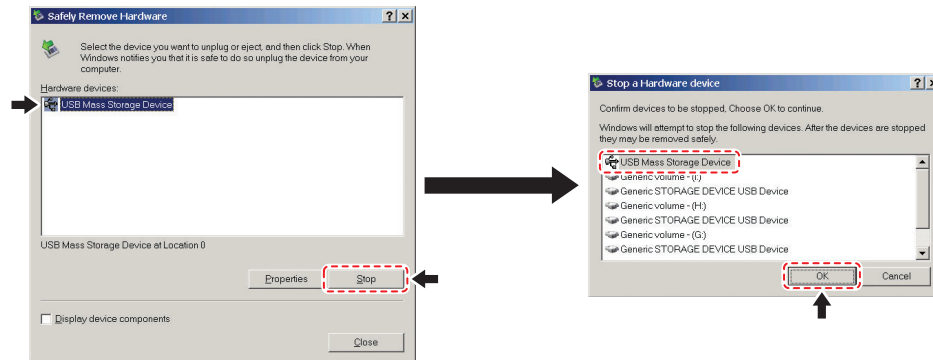 Safely Remove Hardware
Select the device you want to unplug or eject, and then click Stop. When
Windows notifies you that it is safe to do so unplug the device from your
computer.
Hardware devices:
USB Mass Storage Device
USB Mass Storage Device at Location 0
Properties
Stop
Display device components
Close
Stop a Hardware device
Confirm devices to be stopped, Choose OK to continue.
Windows will attempt to stop the following devices. After the devices are stopped
they may be removed safely.
USB Mass Storage Device
Generic volume - (I:)
Generic STORAGE DEVICE USB Device
Generic volume - (H:)
Generic STORAGE DEVICE USB Device
Generic volume - (G:)
Generic STORAGE DEVICE USB Device
OK
Cancel